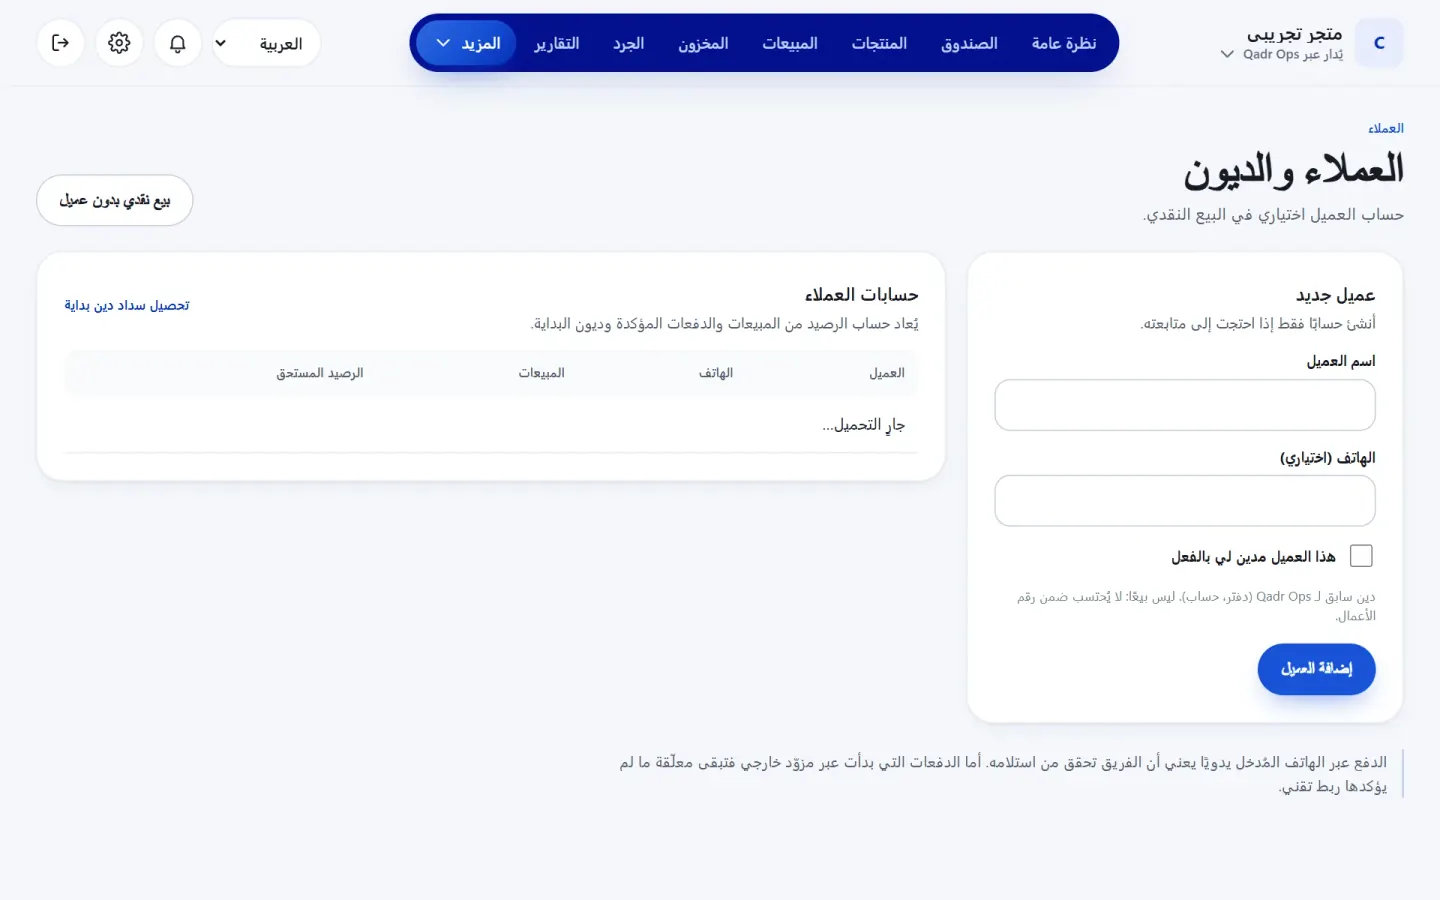 متجر تجريبي
يُدار عبر Qadr Ops
C
نظرة عامة
الصندوق
المنتجات
المبيعات
المخزون
الجرد
التقارير
المزيد
العربية
العملاء
العملاء والديون
حساب العميل اختياري في البيع النقدي.
بيع نقدي بدون عميل
عميل جديد
أنشئ حسابًا فقط إذا احتجت إلى متابعته.
اسم العميل
الهاتف (اختياري)
هذا العميل مدين لي بالفعل
دين سابق لـ Qadr Ops (دفتر، حساب). ليس بيعًا: لا يُحتسب ضمن رقم
الأعمال.
إضافة العميل
حسابات العملاء
يُعاد حساب الرصيد من المبيعات والدفعات المؤكدة وديون البداية.
تحصيل سداد دين بداية
العميل
الهاتف
المبيعات
الرصيد المستحق
جارٍ التحميل...
الدفع عبر الهاتف المُدخل يدويًا يعني أن الفريق تحقق من استلامه. أما الدفعات التي بدأت عبر مزوّد خارجي فتبقى معلّقة ما لم
يؤكدها ربط تقني.